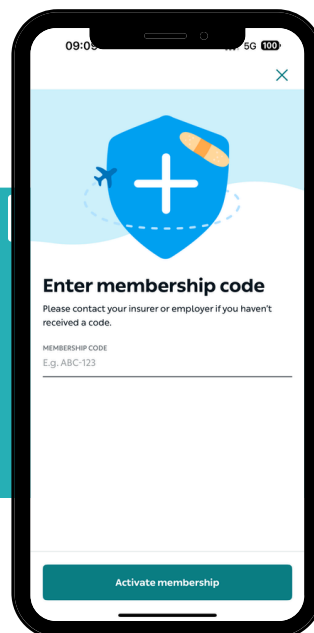 09:09
5G 100
Enter membership code
Please contact your insurer or employer if you haven't
received a code.
MEMBERSHIP CODE
E.g. ABC-123
Activate membership